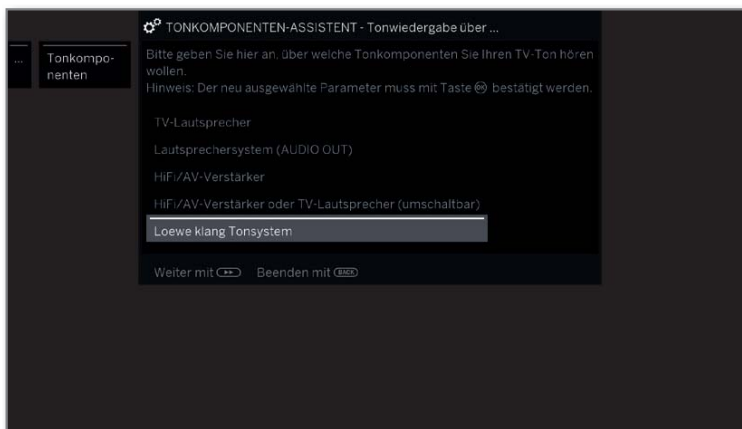 TONKOMPONENTEN-ASSISTENT - Tonwiedergabe über ...
...
Tonkompo-
nenten
Bitte geben Sie hier an, über welche Tonkomponenten Sie Ihren TV-Ton hören
wollen.
Hinweis: Der neu ausgewählte Parameter muss mit Taste OK bestätigt werden.
TV-Lautsprecher
Lautsprechersystem (AUDIO OUT)
HiFi/AV-Verstärker
HiFi/AV-Verstärker oder TV-Lautsprecher (umschaltbar)
Loewe klang Tonsystem
Weiter mit ▸▸ Beenden mit BACK